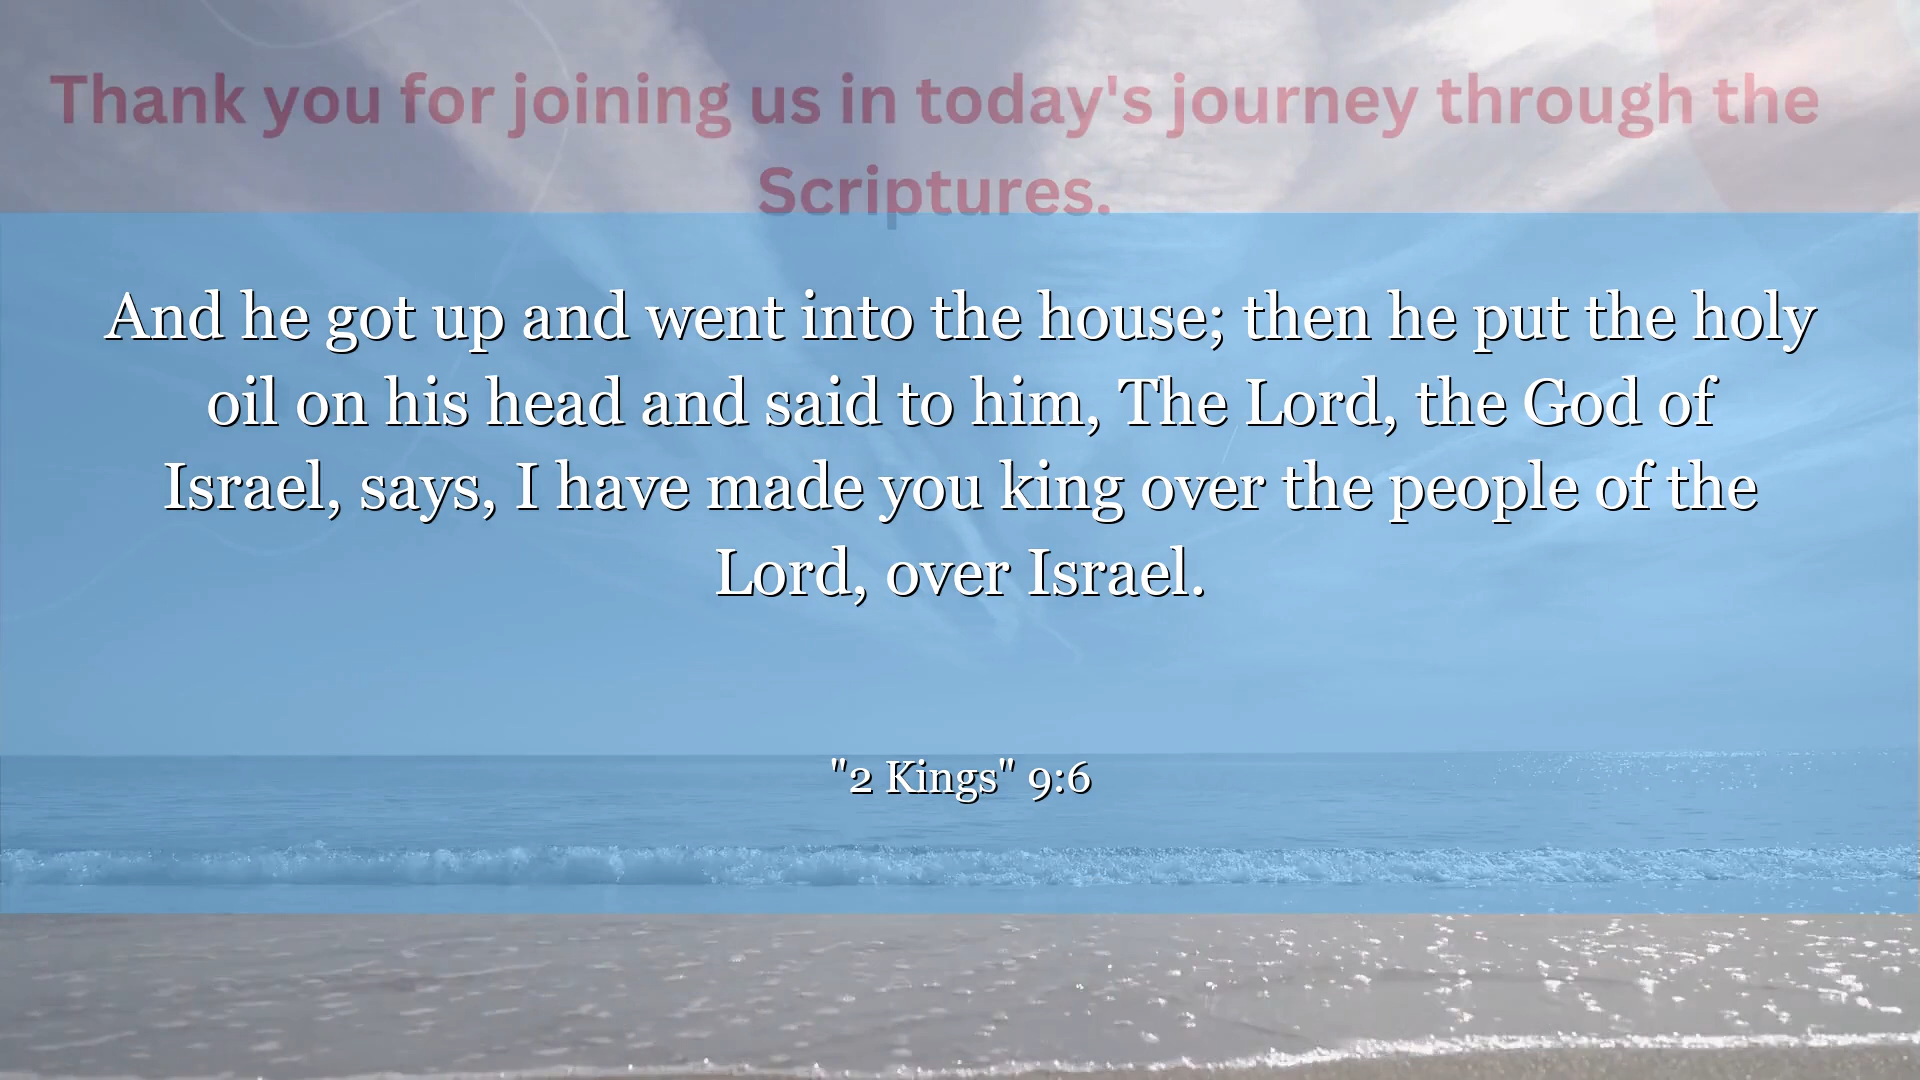 Thank you for joining us in today's journey through the
Scriptures.
And he got up and went into the house; then he put the holy
oil on his head and said to him, The Lord, the God of
Israel, says, I have made you king over the people of the
Lord, over Israel.
"2 Kings" 9:6